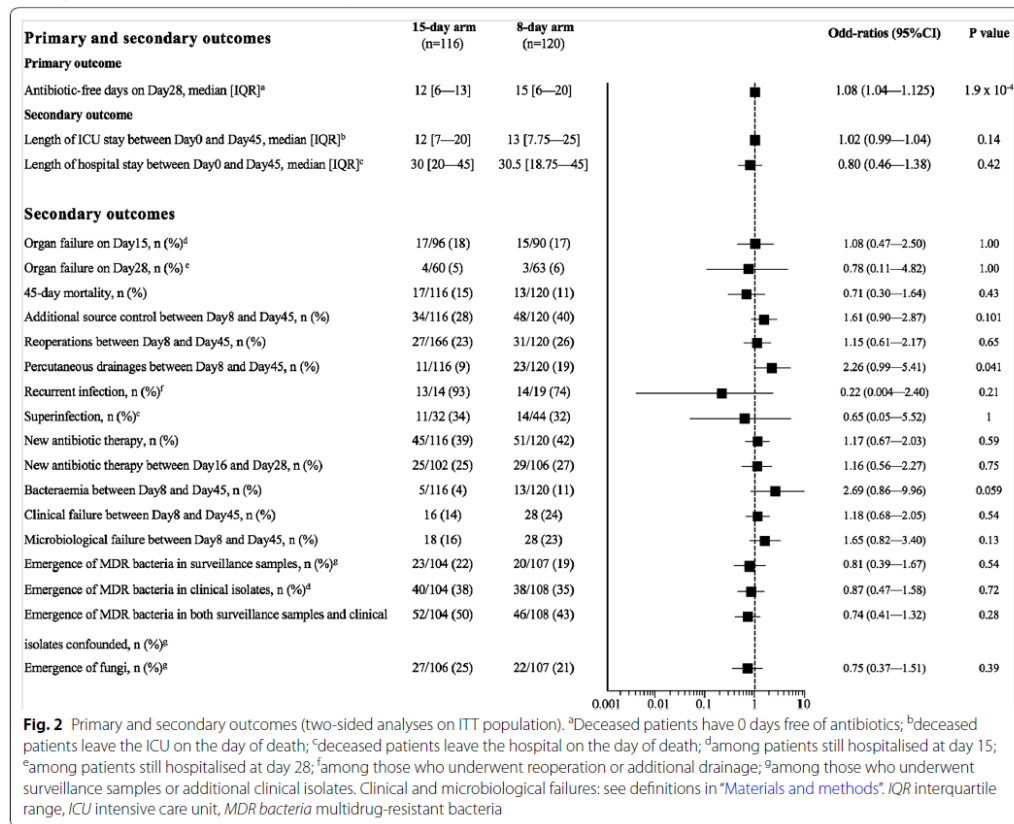 Primary and secondary outcomes 15-day arm 8-day arm Odd-ratios (95%CI) P value
(n=116) (n=120)
Primary outcome
Antibiotic-free days on Day28, median [IQR]a 12 [6—13] 15 [6—20] 1.08 (1.04—1.125) 1.9 x 10-4
Secondary outcome
Length of ICU stay between Day0 and Day45, median [IQR]b 12 [7—20] 13 [7.75—25] 1.02 (0.99—1.04) 0.14
Length of hospital stay between Day0 and Day45, median [IQR]c 30 [20—45] 30.5 [18.75—45] 0.80 (0.46—1.38) 0.42
Secondary outcomes
Organ failure on Day15, n (%)d 17/96 (18) 15/90 (17) 1.08 (0.47—2.50) 1.00
Organ failure on Day28, n (%) e 4/60 (5) 3/63 (6) 0.78 (0.11—4.82) 1.00
45-day mortality, n (%) 17/116 (15) 13/120 (11) 0.71 (0.30—1.64) 0.43
Additional source control between Day8 and Day45, n (%) 34/116 (28) 48/120 (40) 1.61 (0.90—2.87) 0.101
Reoperations between Day8 and Day45, n (%) 27/166 (23) 31/120 (26) 1.15 (0.61—2.17) 0.65
Percutaneous drainages between Day8 and Day45, n (%) 11/116 (9) 23/120 (19) 2.26 (0.99—5.41) 0.041
Recurrent infection, n (%)f 13/14 (93) 14/19 (74) 0.22 (0.004—2.40) 0.21
Superinfection, n (%)c 11/32 (34) 14/44 (32) 0.65 (0.05—5.52) 1
New antibiotic therapy, n (%) 45/116 (39) 51/120 (42) 1.17 (0.67—2.03) 0.59
New antibiotic therapy between Day16 and Day28, n (%) 25/102 (25) 29/106 (27) 1.16 (0.56—2.27) 0.75
Bacteraemia between Day8 and Day45, n (%) 5/116 (4) 13/120 (11) 2.69 (0.86—9.96) 0.059
Clinical failure between Day8 and Day45, n (%) 16 (14) 28 (24) 1.18 (0.68—2.05) 0.54
Microbiological failure between Day8 and Day45, n (%) 18 (16) 28 (23) 1.65 (0.82—3.40) 0.13
Emergence of MDR bacteria in surveillance samples, n (%)g 23/104 (22) 20/107 (19) 0.81 (0.39—1.67) 0.54
Emergence of MDR bacteria in clinical isolates, n (%)d 40/104 (38) 38/108 (35) 0.87 (0.47—1.58) 0.72
Emergence of MDR bacteria in both surveillance samples and clinical 52/104 (50) 46/108 (43) 0.74 (0.41—1.32) 0.28
isolates confounded, n (%)g
Emergence of fungi, n (%)g 27/106 (25) 22/107 (21) 0.75 (0.37—1.51) 0.39
0.001 0.01 0.1 1 10
Fig. 2 Primary and secondary outcomes (two-sided analyses on ITT population). aDeceased patients have 0 days free of antibiotics; bdeceased
patients leave the ICU on the day of death; cdeceased patients leave the hospital on the day of death; damong patients still hospitalised at day 15;
eamong patients still hospitalised at day 28; famong those who underwent reoperation or additional drainage; gamong those who underwent
surveillance samples or additional clinical isolates. Clinical and microbiological failures: see definitions in “Materials and methods”. IQR interquartile
range, ICU intensive care unit, MDR bacteria multidrug-resistant bacteria